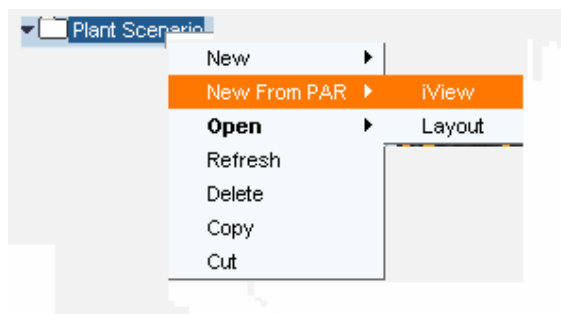 Plant Scenario
New
New From PAR iView
Open Layout
Refresh
Delete
Copy
Cut